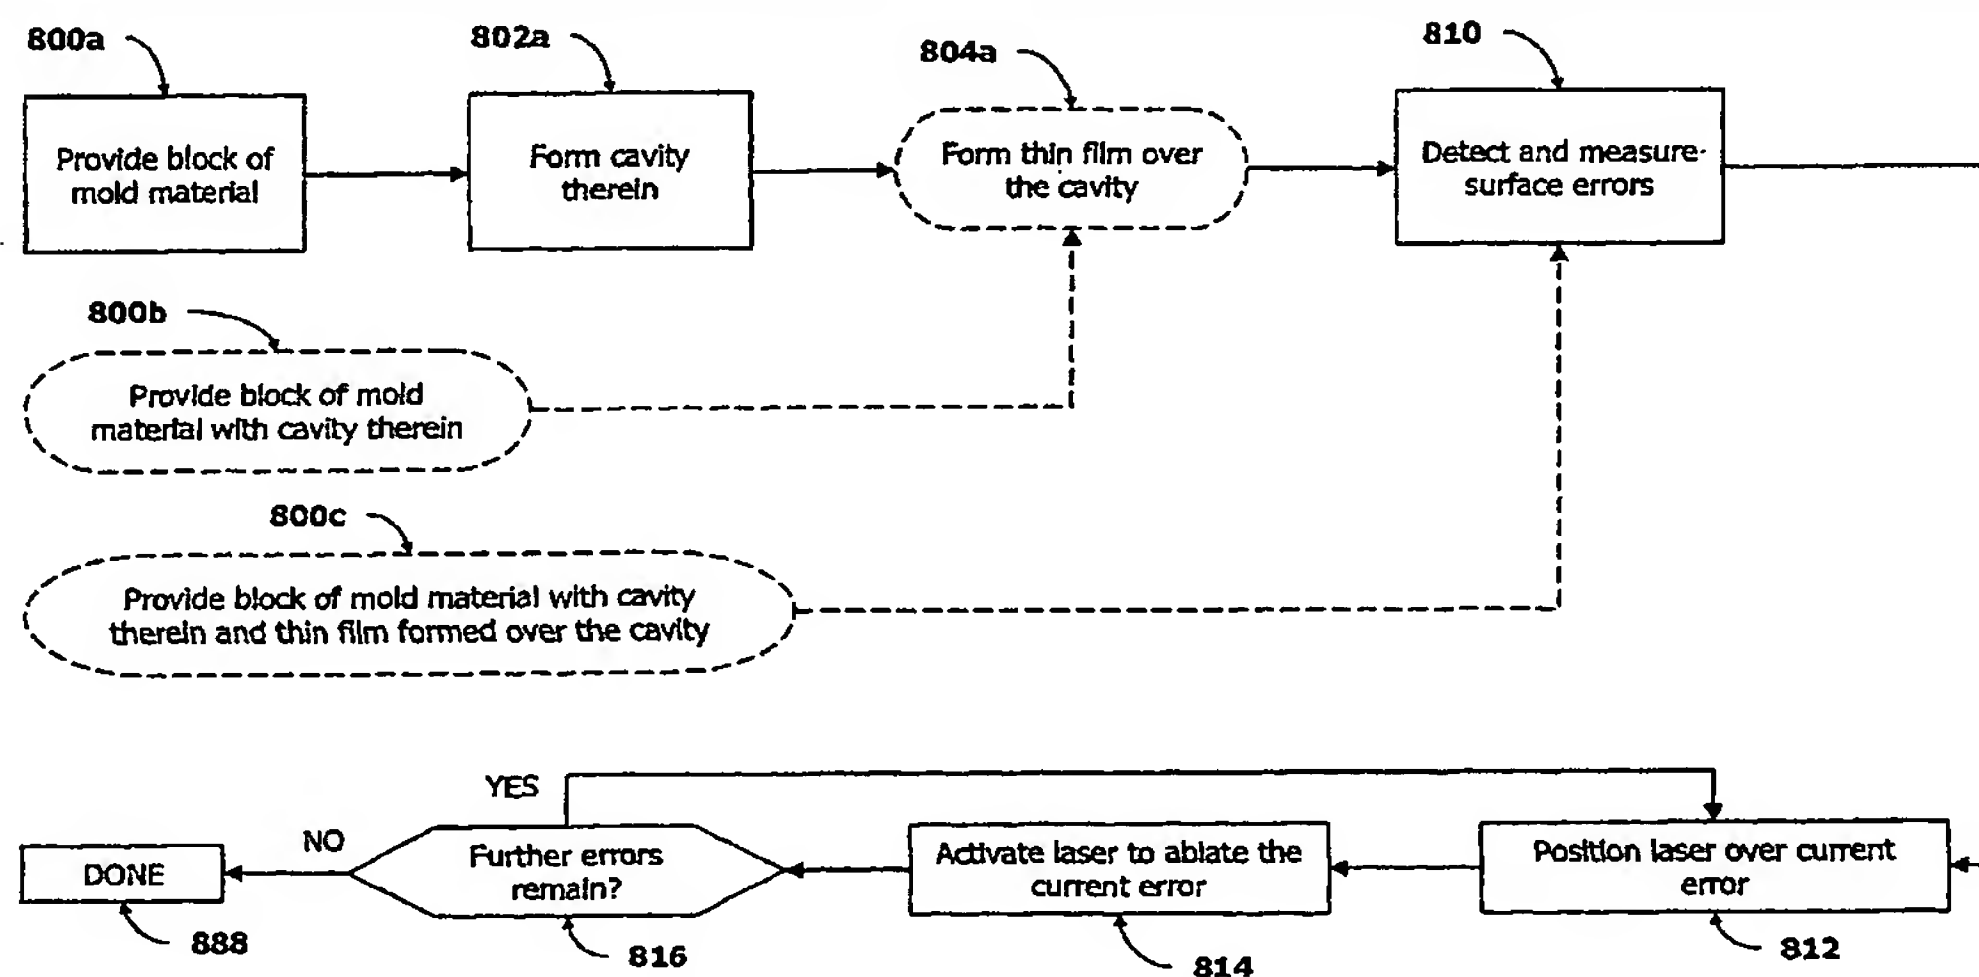 800a
802a
804a
810
Provide block of
mold material
Form cavity
therein
Form thin film over
the cavity
Detect and measure
surface errors
800b
Provide block of mold
material with cavity therein
800c
Provide block of mold material with cavity
therein and thin film formed over the cavity
YES
NO
DONE
Further errors
remain?
Activate laser to ablate the
current error
Position laser over current
error
888
816
814
812